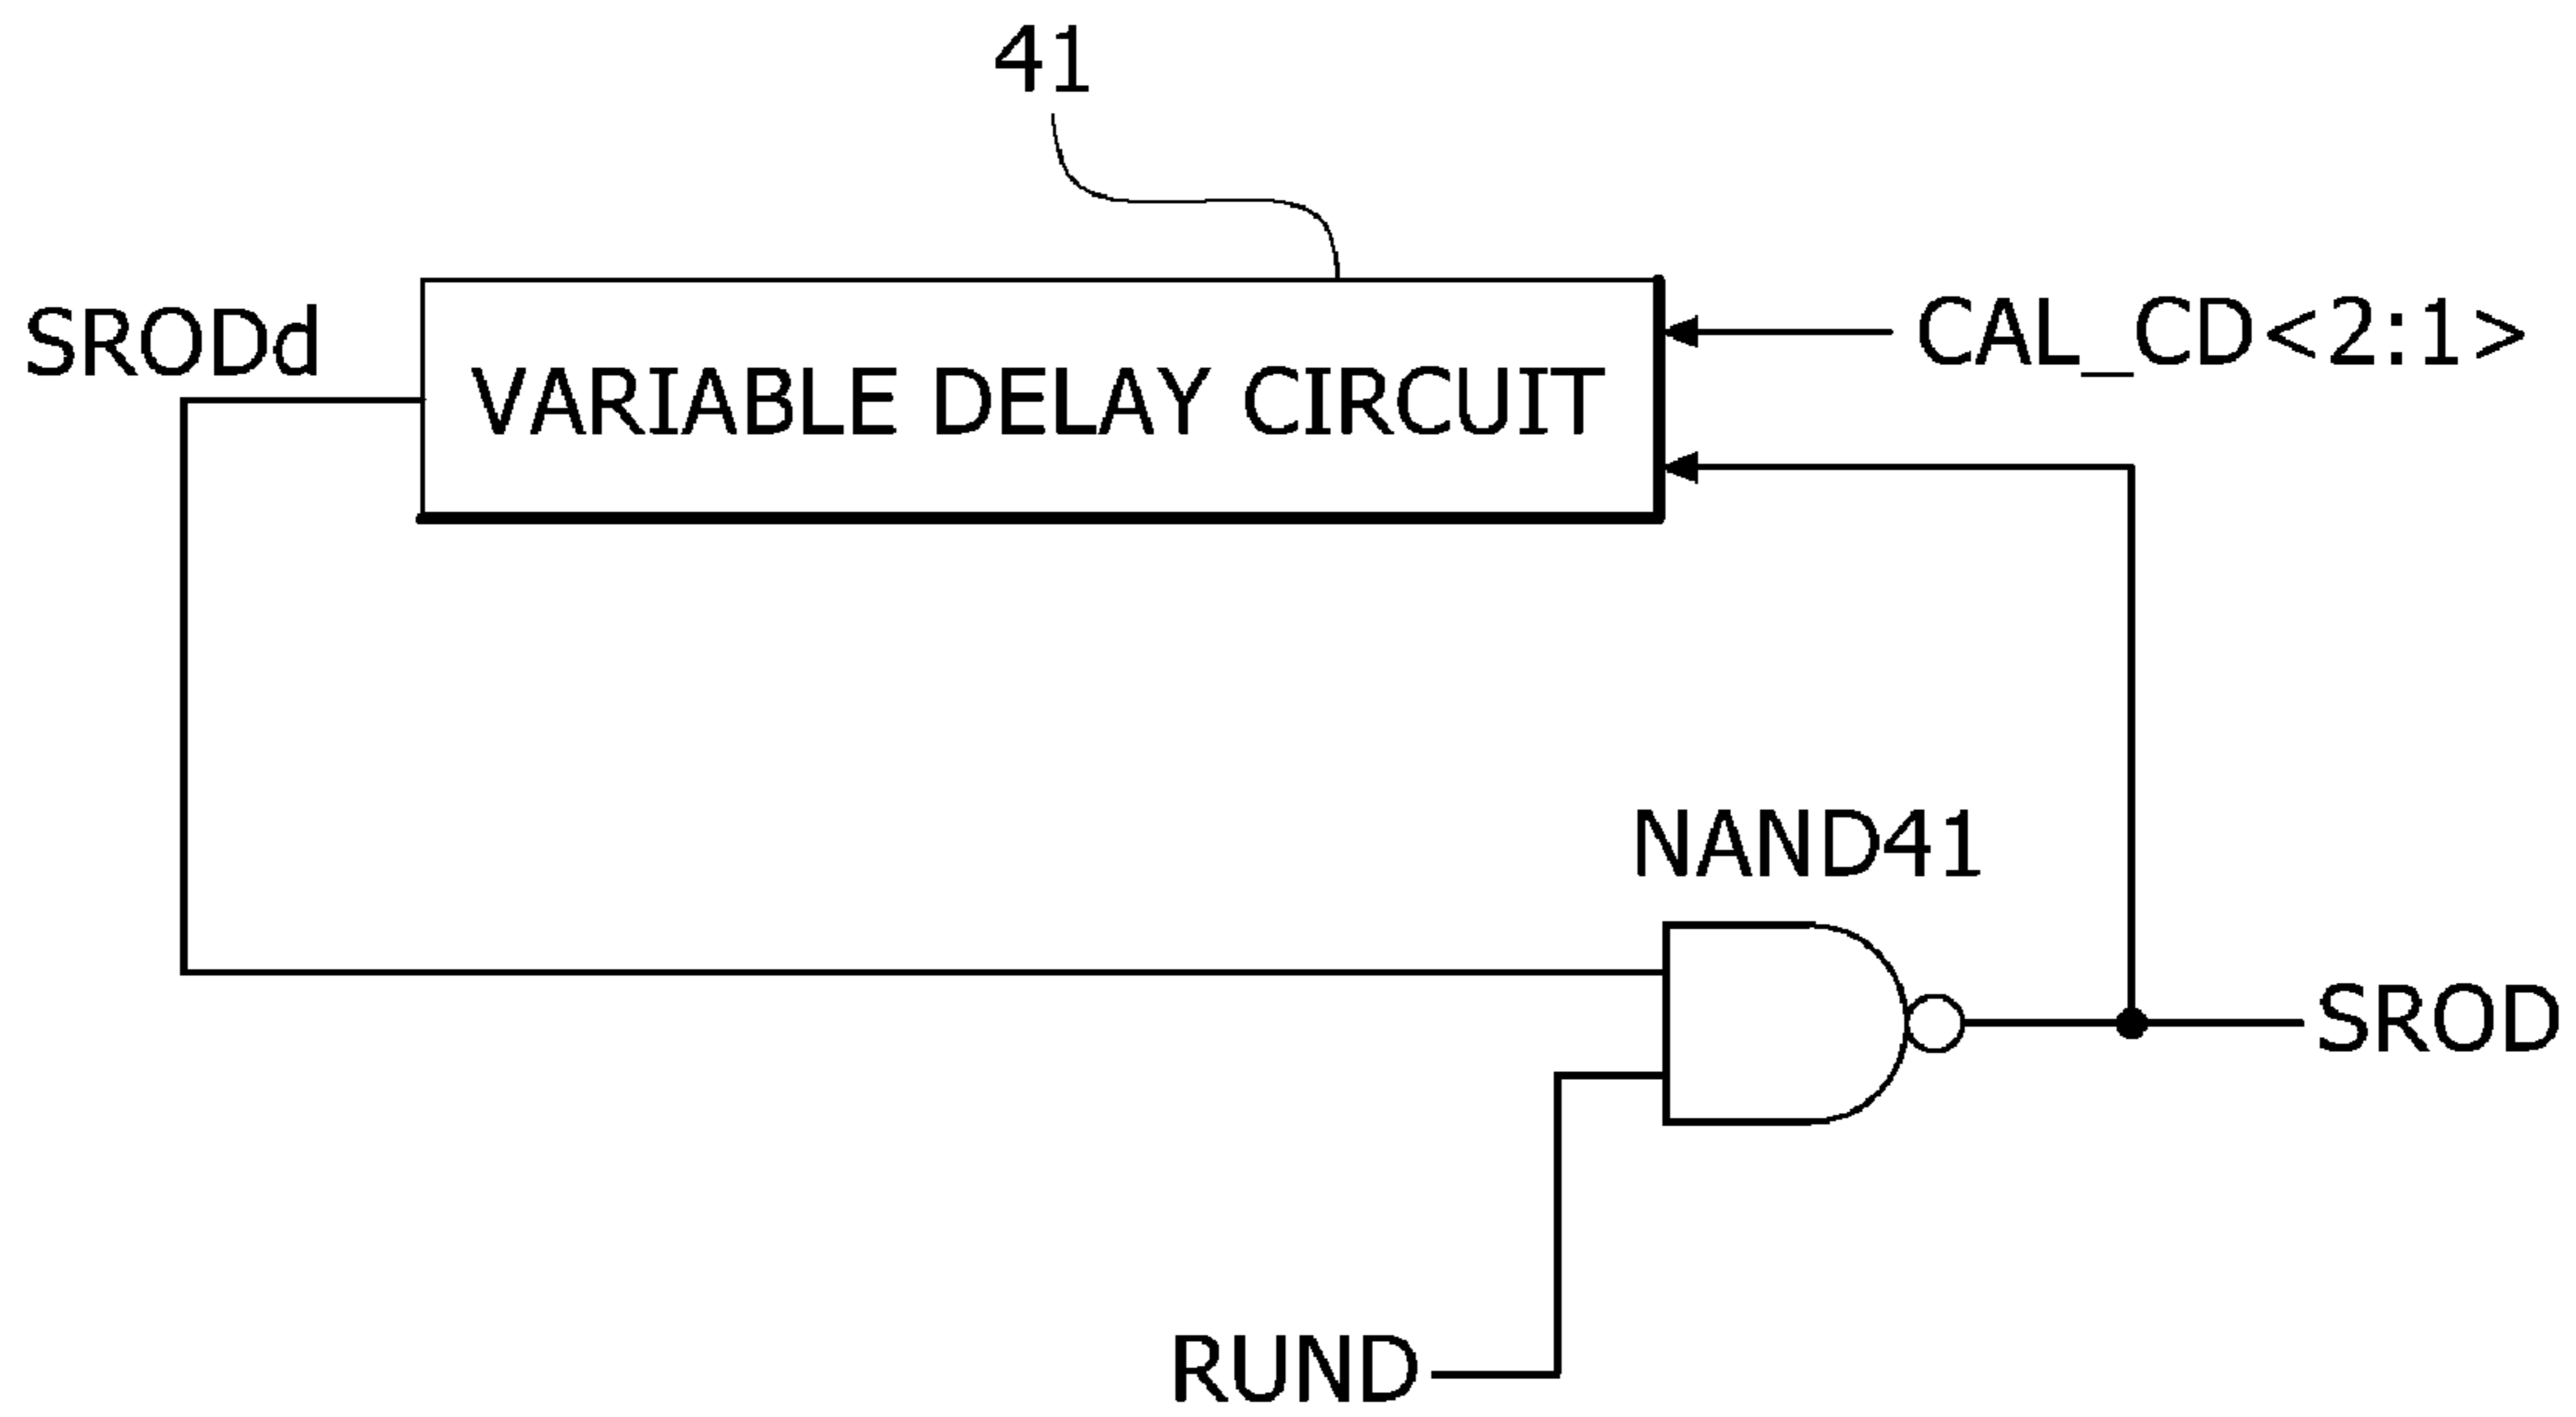 41
SRODd
VARIABLE DELAY CIRCUIT
CAL_CD<2:1>
NAND41
SROD
RUND